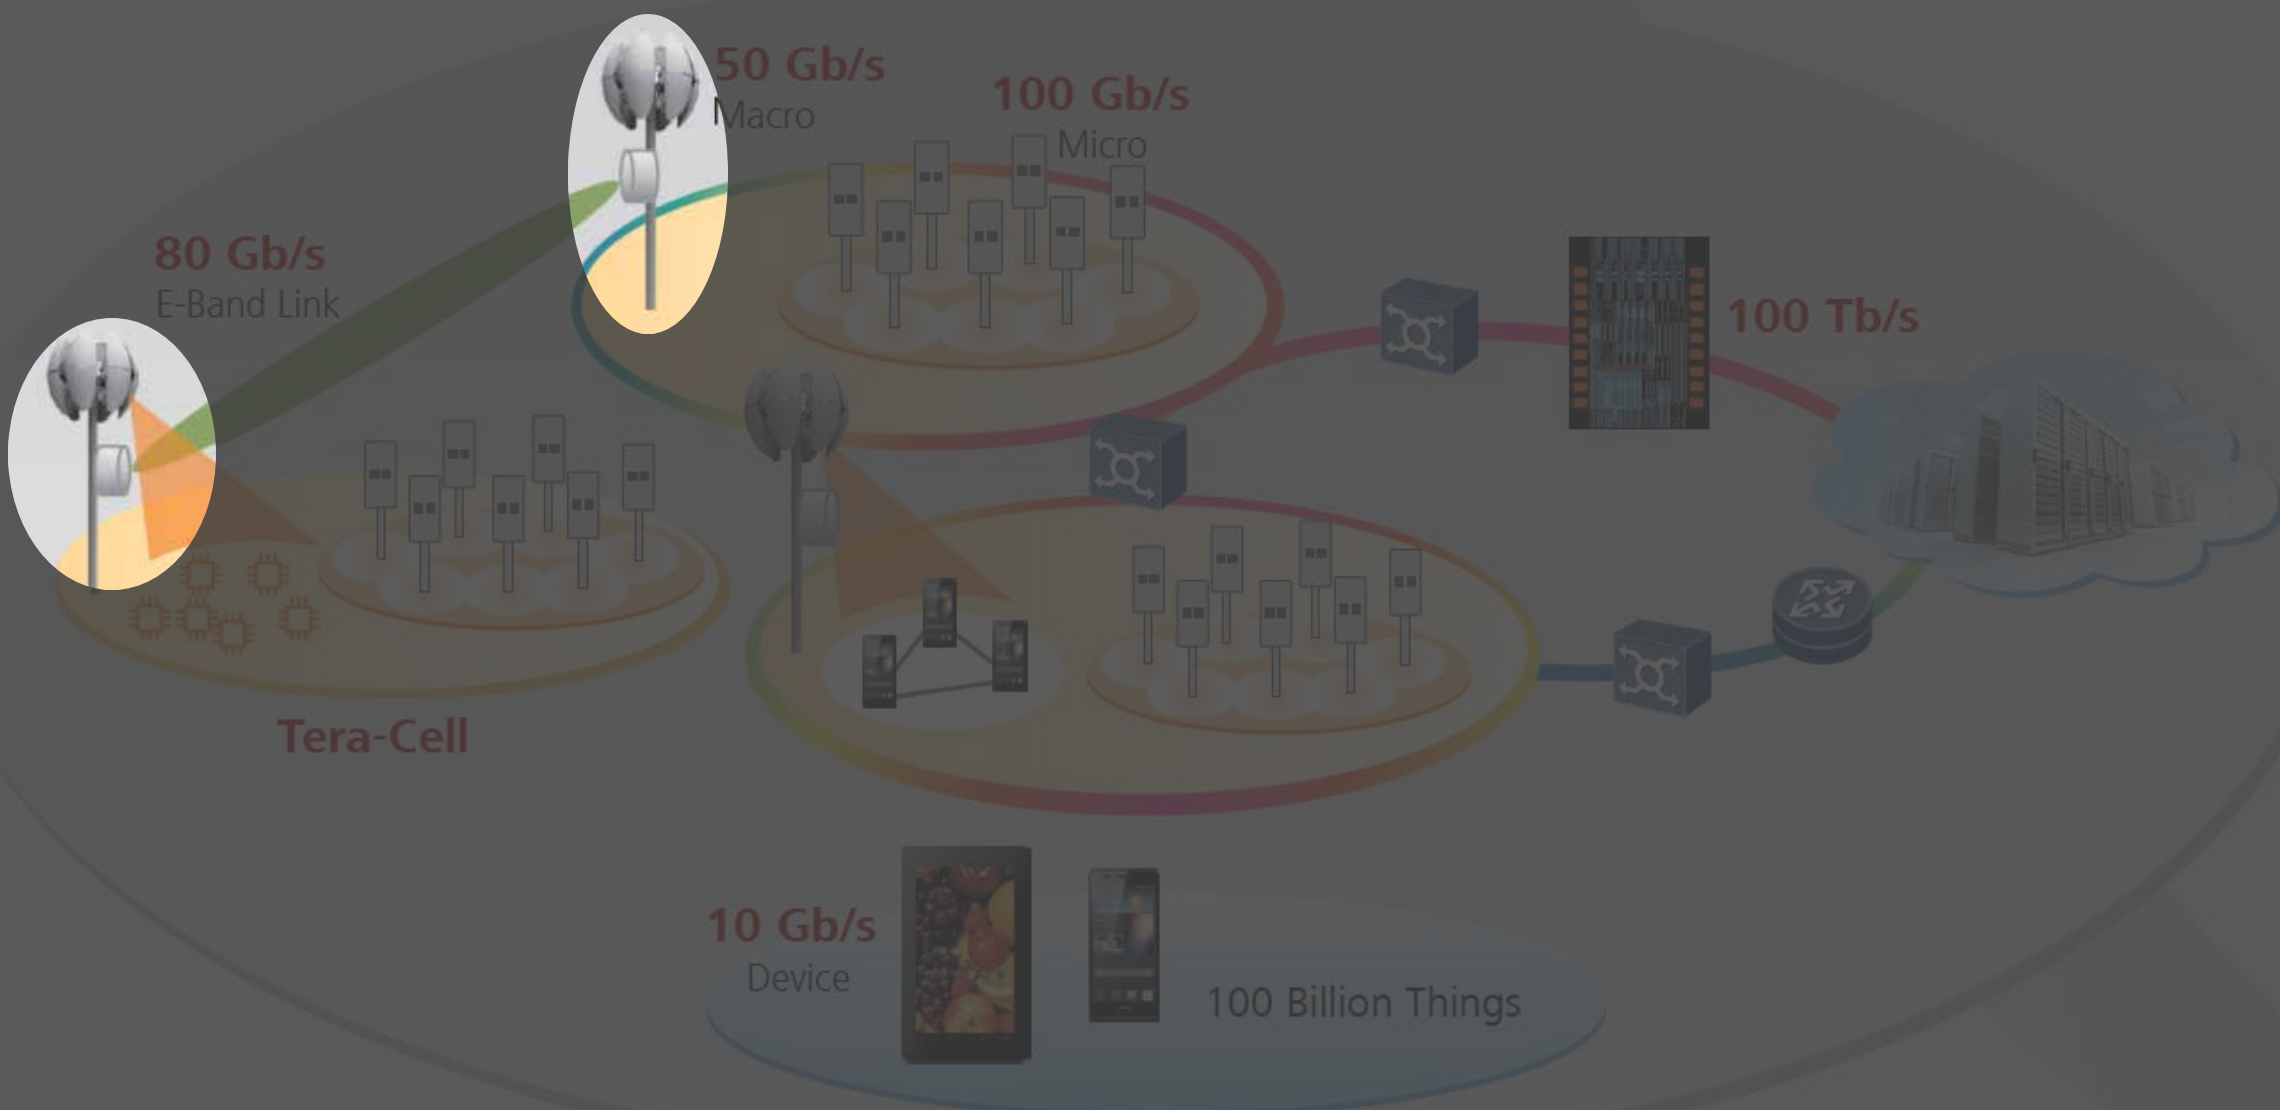 50 Gb/s
Macro
100 Gb/s
Micro
80 Gb/s
E-Band Link
100 Tb/s
Tera-Cell
10 Gb/s
Device
100 Billion Things